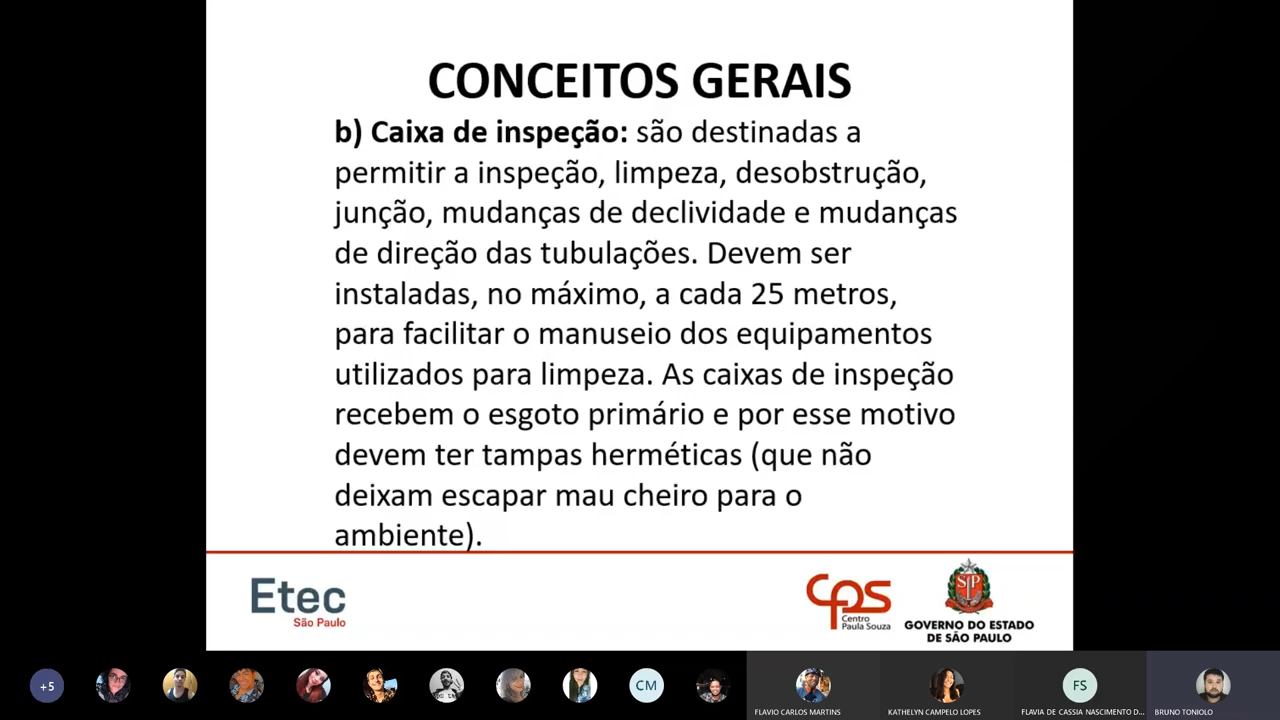 CONCEITOS GERAIS
b) Caixa de inspeção: são destinadas a
permitir a inspeção, limpeza, desobstrução,
junção, mudanças de declividade e mudanças
de direção das tubulações. Devem ser
instaladas, no máximo, a cada 25 metros,
para facilitar o manuseio dos equipamentos
utilizados para limpeza. As caixas de inspeção
recebem o esgoto primário e por esse motivo
devem ter tampas herméticas (que não
deixam escapar mau cheiro para o
ambiente).
Etec
São Paulo
CPS
Centro
Paula Souza
SP
GOVERNO DO ESTADO
DE SÃO PAULO
+5
CM
FS
FLAVIO CARLOS MARTINS
KATHELYN CAMPELO LOPES
FLAVIA DE CASSIA NASCIMENTO D...
BRUNO TONIOLO